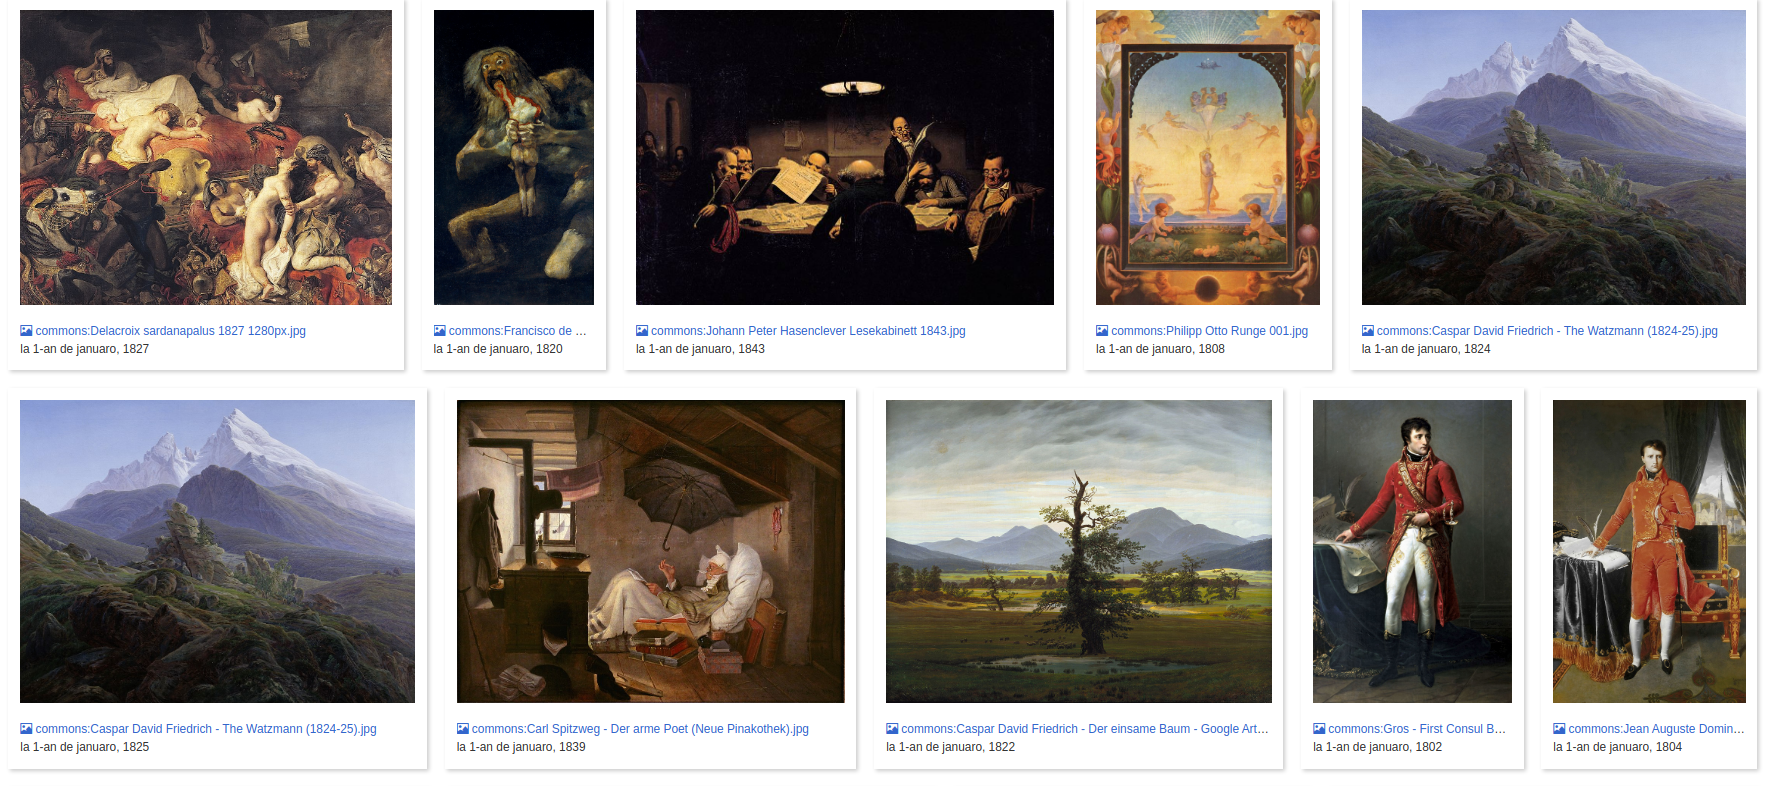 commons:Delacroix sardanapalus 1827 1280px.jpg
la 1-an de januaro, 1827
commons:Francisco de ...
la 1-an de januaro, 1820
commons:Johann Peter Hasenclever Lesekabinett 1843.jpg
la 1-an de januaro, 1843
commons:Philipp Otto Runge 001.jpg
la 1-an de januaro, 1808
commons:Caspar David Friedrich - The Watzmann (1824-25).jpg
la 1-an de januaro, 1824
commons:Caspar David Friedrich - The Watzmann (1824-25).jpg
la 1-an de januaro, 1825
commons:Carl Spitzweg - Der arme Poet (Neue Pinakothek).jpg
la 1-an de januaro, 1839
commons:Caspar David Friedrich - Der einsame Baum - Google Art...
la 1-an de januaro, 1822
commons:Gros - First Consul B...
la 1-an de januaro, 1802
commons:Jean Auguste Domin...
la 1-an de januaro, 1804